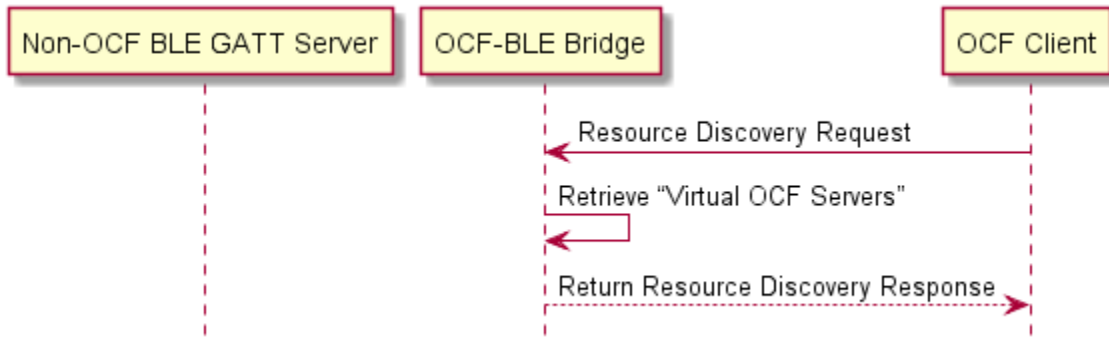 Non-OCF BLE GATT Server
OCF-BLE Bridge
OCF Client
Resource Discovery Request
Retrieve “Virtual OCF Servers”
Return Resource Discovery Response